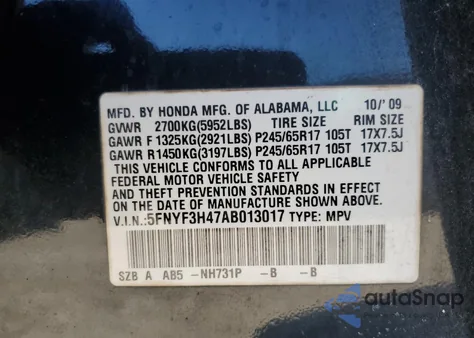 MFD. BY HONDA MFG. OF ALABAMA, LLC 10/'09
GVWR 2700KG(5952LBS) TIRE SIZE RIM SIZE
GAWR F 1325KG(2921LBS) P245/65R17 105T 17X7.5J
GAWR R1450KG(3197LBS) P245/65R17 105T 17X7.5J
THIS VEHICLE CONFORMS TO ALL APPLICABLE
FEDERAL MOTOR VEHICLE SAFETY
AND THEFT PREVENTION STANDARDS IN EFFECT ON
THE DATE OF MANUFACTURE SHOWN ABOVE.
V.I.N.:5FNYF3H47AB013017 TYPE: MPV
SZB A AB5 -NH731P -B -B
autoSnap